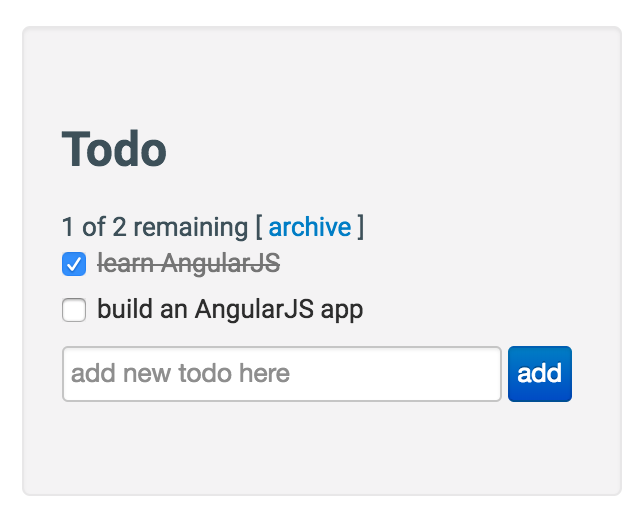 Todo
1 of 2 remaining [ archive ]
learn AngularJS
build an AngularJS app
add new todo here add